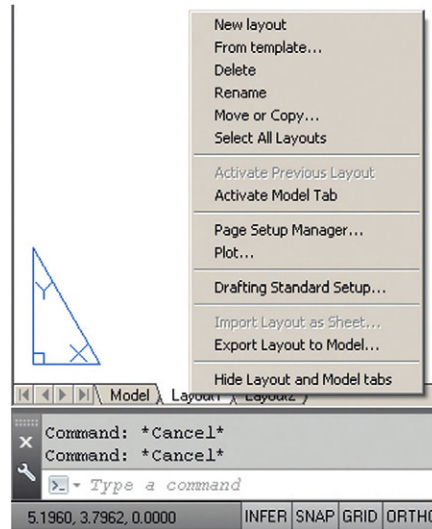 New layout
From template...
Delete
Rename
Move or Copy...
Select All Layouts
Activate Previous Layout
Activate Model Tab
Page Setup Manager...
Plot...
Drafting Standard Setup...
Import Layout as Sheet...
Export Layout to Model...
Hide Layout and Model tabs
Y
X
Model Layout1 Layout2
Command: *Cancel*
Command: *Cancel*
Type a command
5.1960, 3.7962, 0.0000 INFER SNAP GRID ORTHO